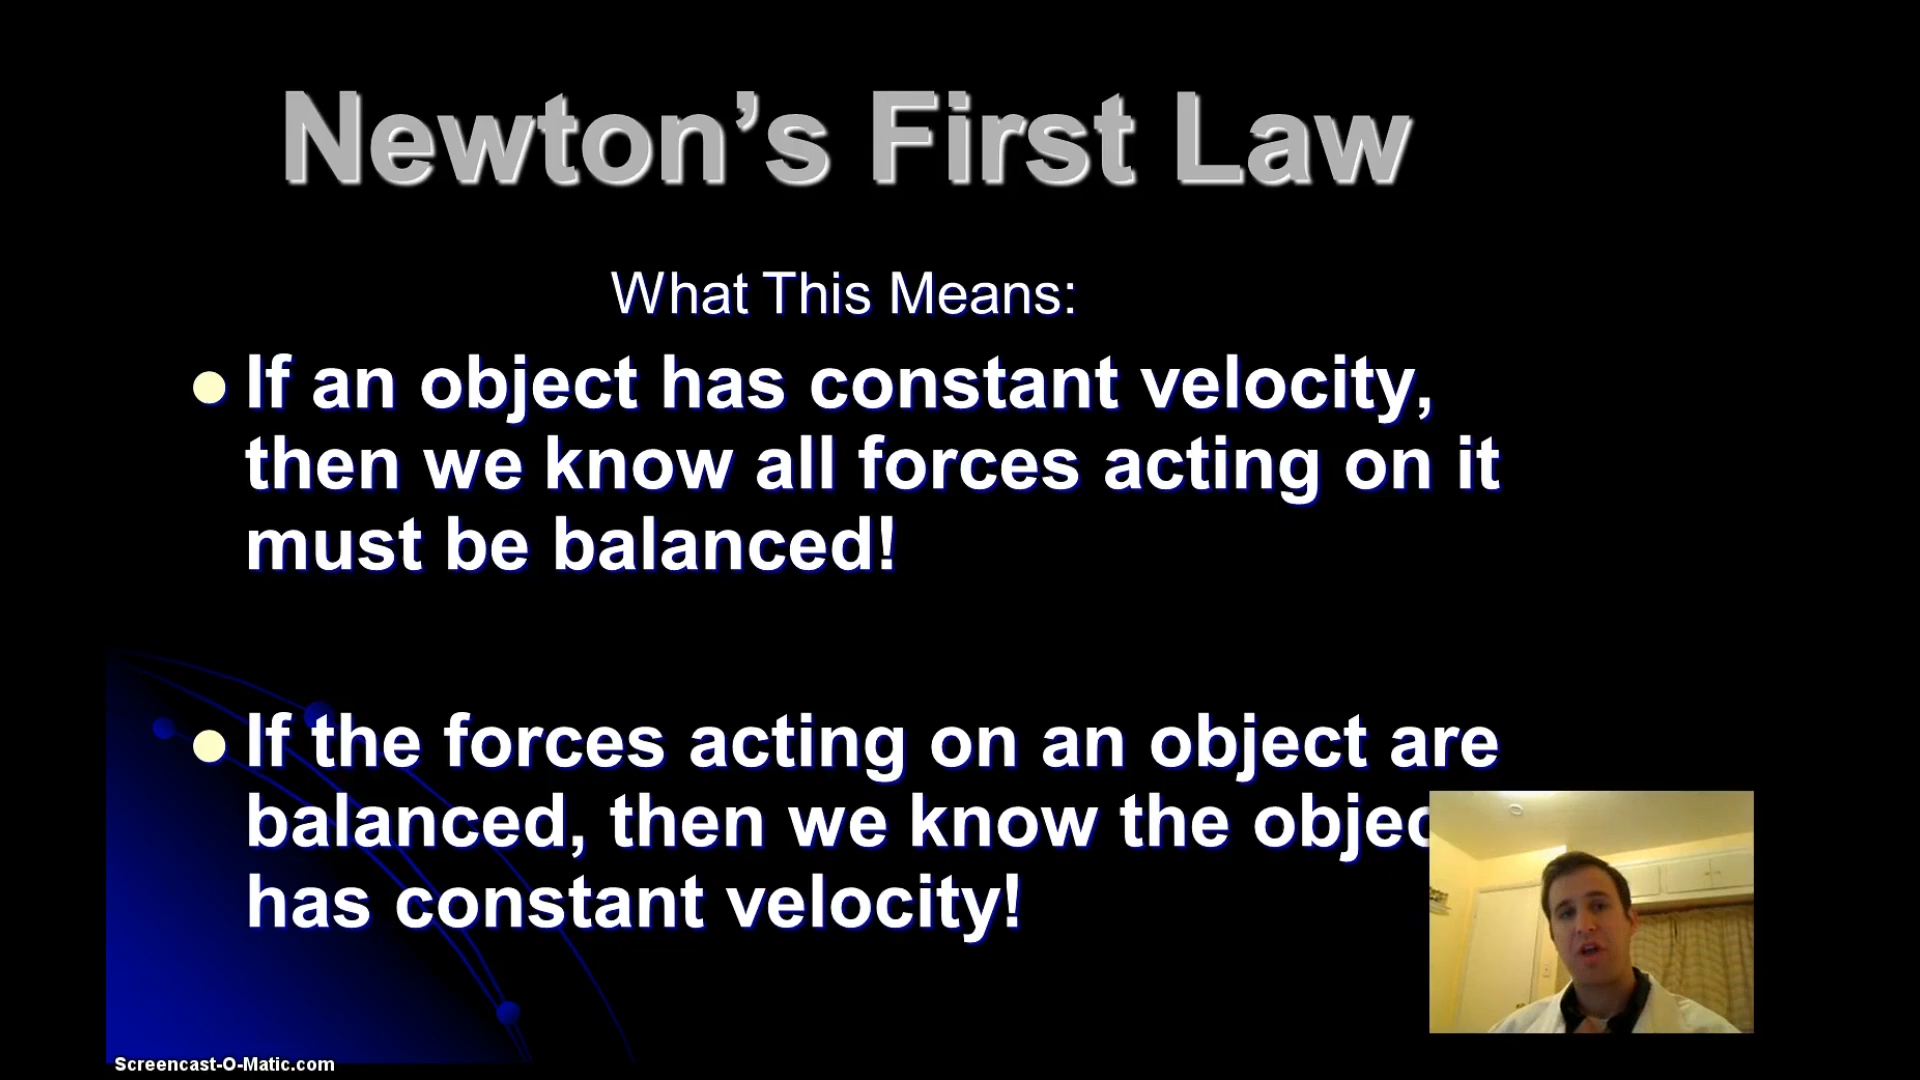 Newton’s First Law
What This Means:
If an object has constant velocity,
then we know all forces acting on it
must be balanced!
If the forces acting on an object are
balanced, then we know the objec
has constant velocity!
Screencast-O-Matic.com